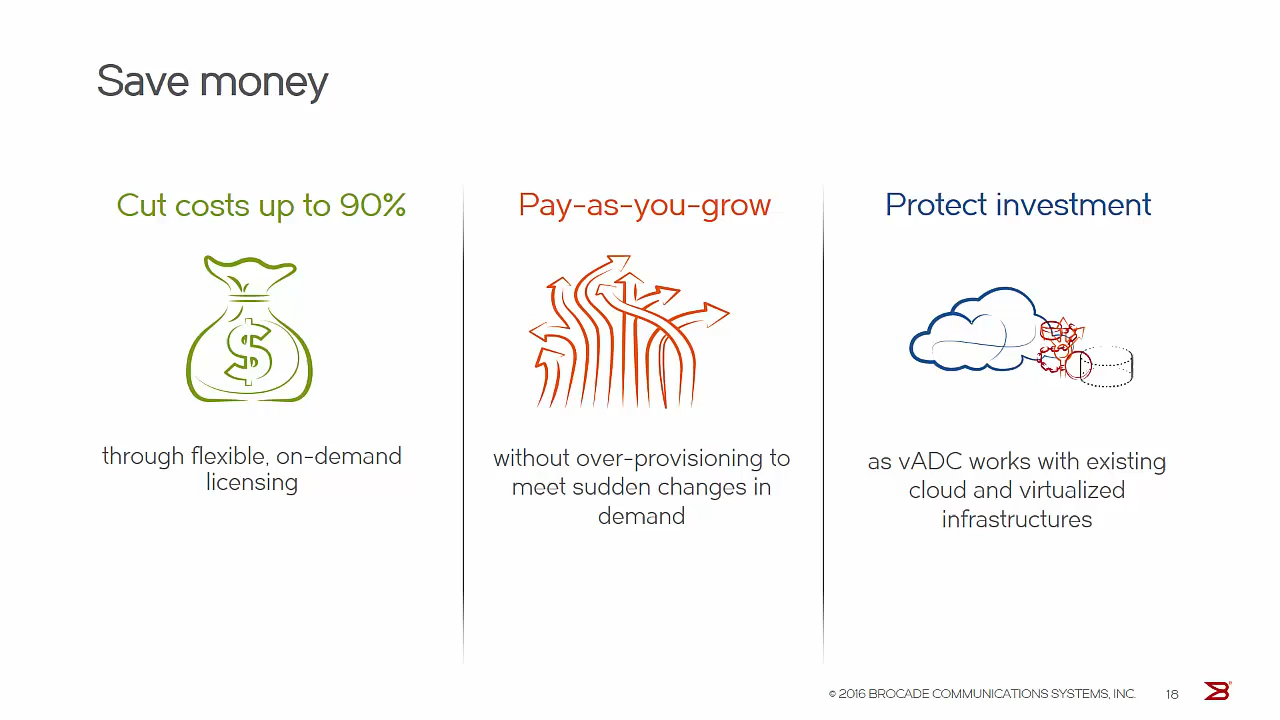 Save money
Cut costs up to 90%
$
through flexible, on-demand
licensing
Pay-as-you-grow
without over-provisioning to
meet sudden changes in
demand
Protect investment
as vADC works with existing
cloud and virtualized
infrastructures
© 2016 BROCADE COMMUNICATIONS SYSTEMS, INC.
18